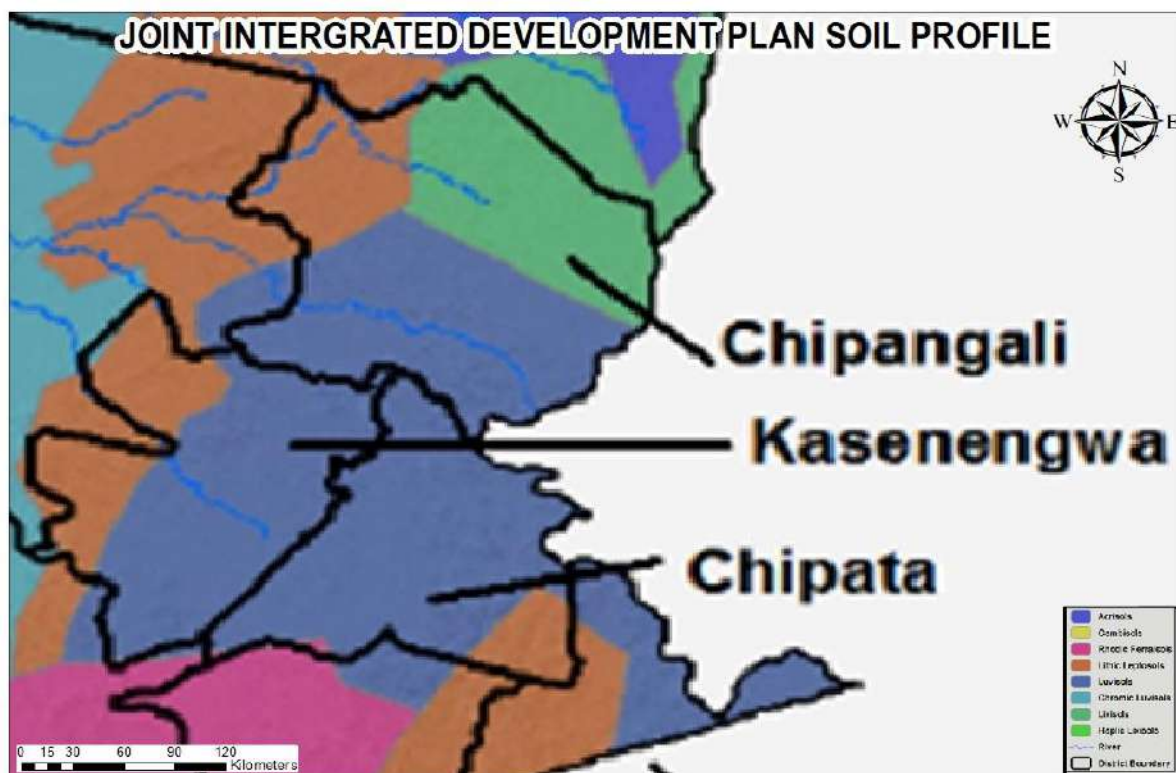 JOINT INTERGRATED DEVELOPMENT PLAN SOIL PROFILE
N
W E
S
Chipangali
Kasenengwa
Chipata
Acrisols
Cambisols
Rhodic Ferralsols
Lithic Leptosols
Luvisols
Chromic Luvisols
Lixisols
Haplic Lixisols
River
District Boundary
0 15 30 60 90 120
Kilometers